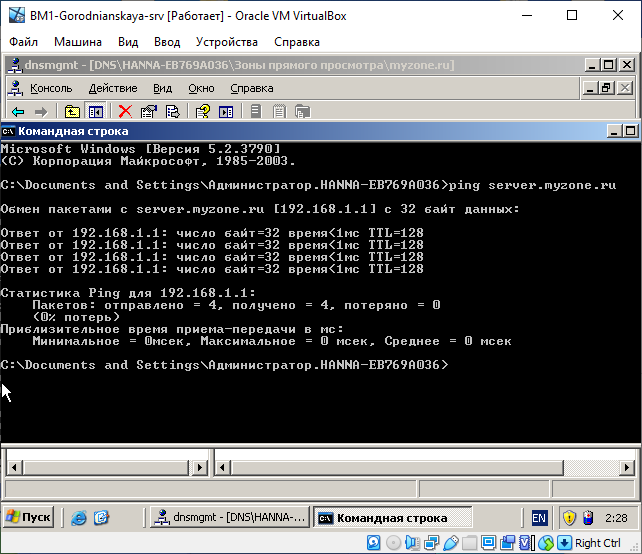 BM1-Gorodnianskaya-srv [Работает] - Oracle VM VirtualBox
Файл Машина Вид Ввод Устройства Справка
dnsmgmt - [DNS\HANNA-EB769A036\Зоны прямого просмотра\myzone.ru]
Консоль Действие Вид Окно Справка
Командная строка
Microsoft Windows [Версия 5.2.3790]
(С) Корпорация Майкрософт, 1985-2003.
C:\Documents and Settings\Администратор.HANNA-EB769A036>ping server.myzone.ru
Обмен пакетами с server.myzone.ru [192.168.1.1] с 32 байт данных:
Ответ от 192.168.1.1: число байт=32 время<1мс TTL=128
Ответ от 192.168.1.1: число байт=32 время<1мс TTL=128
Ответ от 192.168.1.1: число байт=32 время<1мс TTL=128
Ответ от 192.168.1.1: число байт=32 время<1мс TTL=128
Статистика Ping для 192.168.1.1:
Пакетов: отправлено = 4, получено = 4, потеряно = 0
(0% потерь)
Приблизительное время приема-передачи в мс:
Минимальное = 0мсек, Максимальное = 0 мсек, Среднее = 0 мсек
C:\Documents and Settings\Администратор.HANNA-EB769A036>
Пуск dnsmgmt - [DNS\HANNA-... Командная строка EN 2:28
Right Ctrl